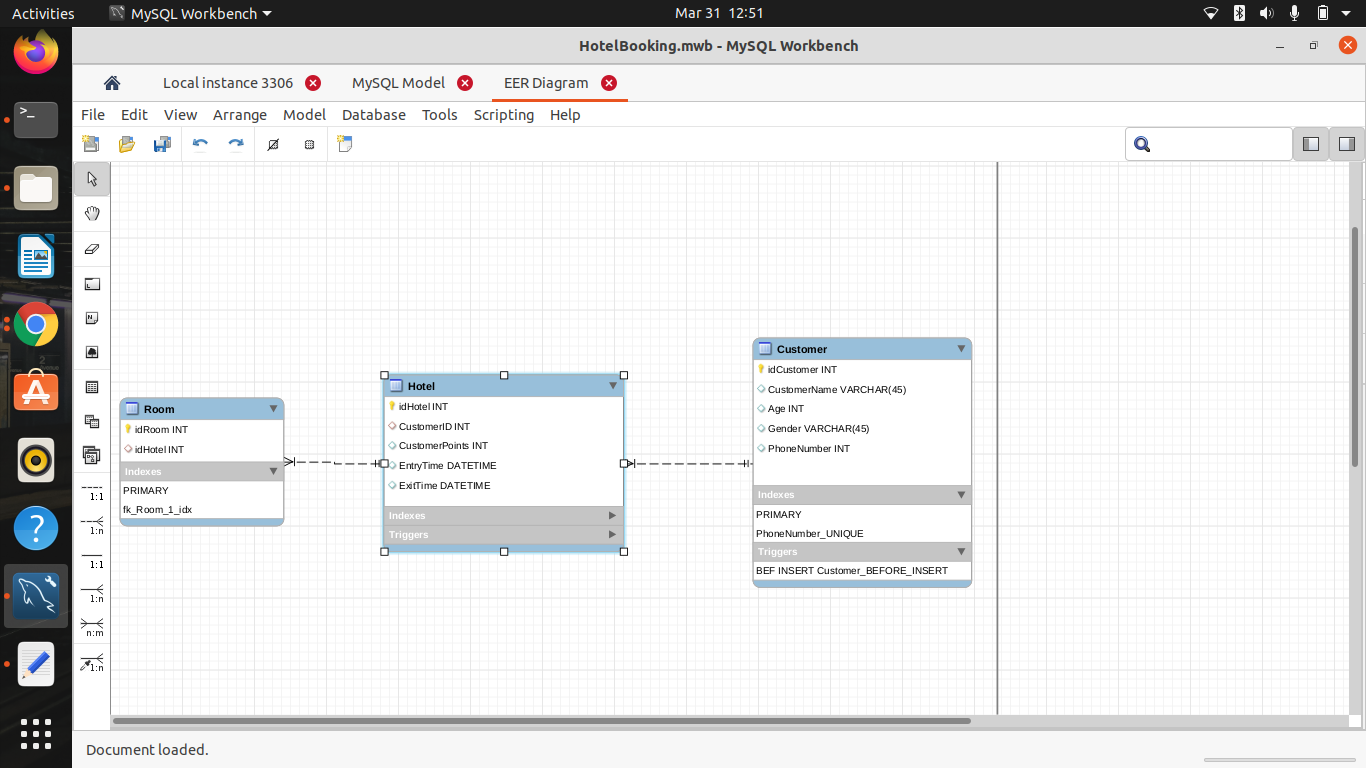 Activities
MySQL Workbench
Mar 31 12:51
HotelBooking.mwb - MySQL Workbench
Local instance 3306
MySQL Model
EER Diagram
File Edit View Arrange Model Database Tools Scripting Help
Customer
idCustomer INT
CustomerName VARCHAR(45)
Age INT
Gender VARCHAR(45)
PhoneNumber INT
Indexes
PRIMARY
PhoneNumber_UNIQUE
Triggers
BEF INSERT Customer_BEFORE_INSERT
Hotel
idHotel INT
CustomerID INT
CustomerPoints INT
EntryTime DATETIME
ExitTime DATETIME
Indexes
Triggers
Room
idRoom INT
idHotel INT
Indexes
PRIMARY
fk_Room_1_idx
1:1
1:n
1:1
1:n
n:m
1:n
Document loaded.